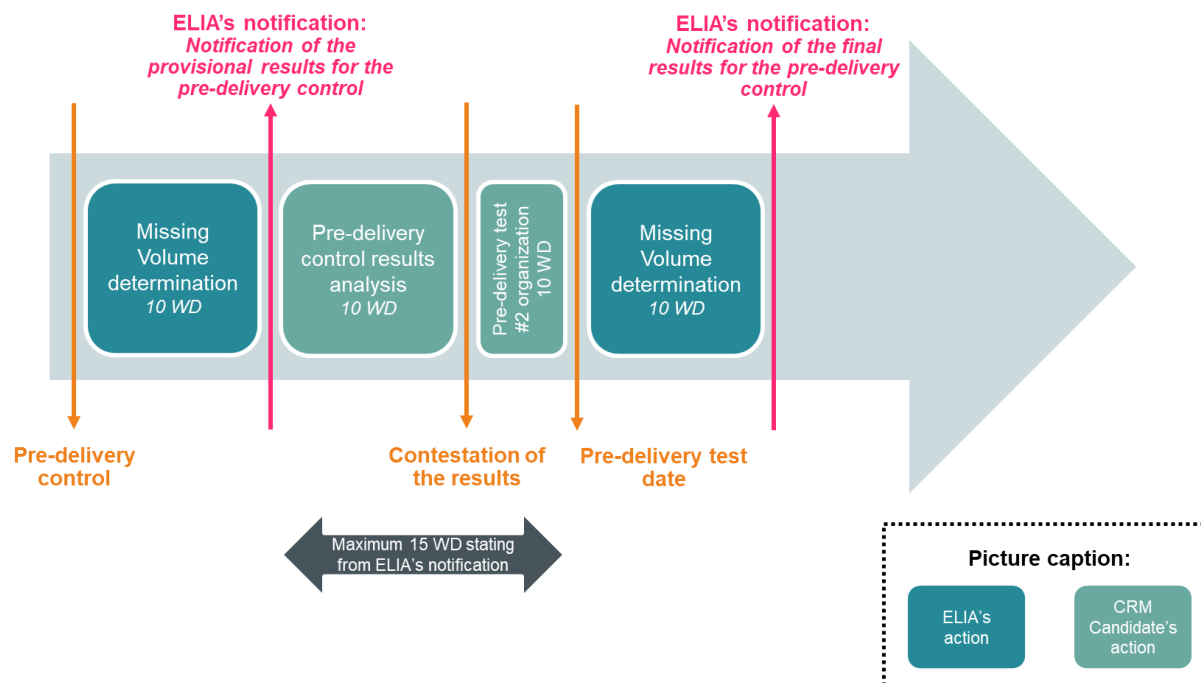 ELIA's notification:
Notification of the
provisional results for the
pre-delivery control
ELIA's notification:
Notification of the final
results for the pre-delivery
control
Missing
Volume
determination
10 WD
Pre-delivery
control results
analysis
10 WD
Pre-delivery test
#2 organization
10 WD
Missing
Volume
determination
10 WD
Pre-delivery
control
Contestation of
the results
Pre-delivery test
date
Maximum 15 WD stating
from ELIA's notification
Picture caption:
ELIA's
action
CRM
Candidate's
action